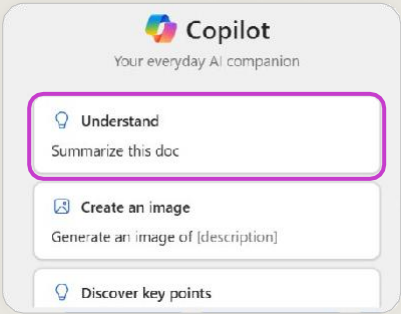 Copilot
Your everyday AI companion
Understand
Summarize this doc
Create an image
Generate an image of [description]
Discover key points